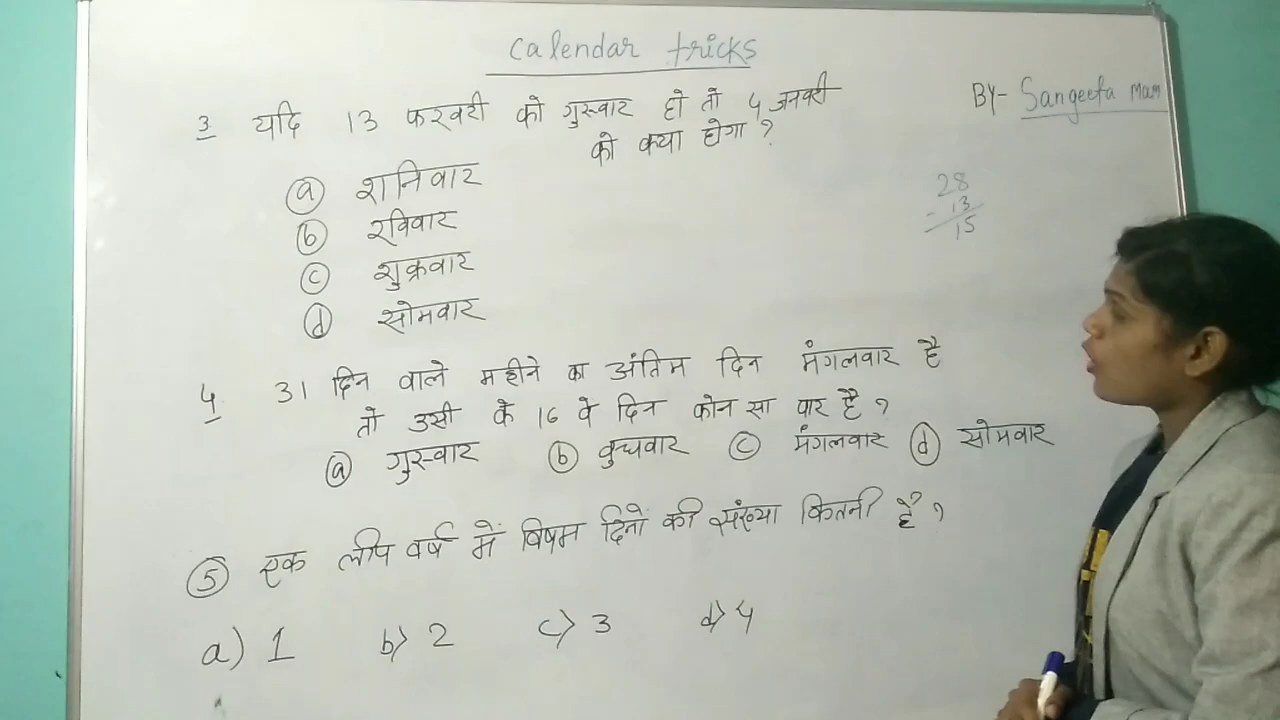 Calendar tricks
BY- Sangeeta Mam
3 यदि 13 फरवरी को गुरुवार हो तो 4 जनवरी
को क्या होगा ?
(a) शनिवार
(b) रविवार
(c) शुक्रवार
(d) सोमवार
28
- 13
15
4 31 दिन वाले महीने का अंतिम दिन मंगलवार है
तो उसी के 16 वे दिन कोन सा वार है ?
(a) गुरुवार (b) बुधवार (c) मंगलवार (d) सोमवार
(5) एक लीप वर्ष में विषम दिनों की संख्या कितनी है ?
a) 1 b) 2 c) 3 d) 4